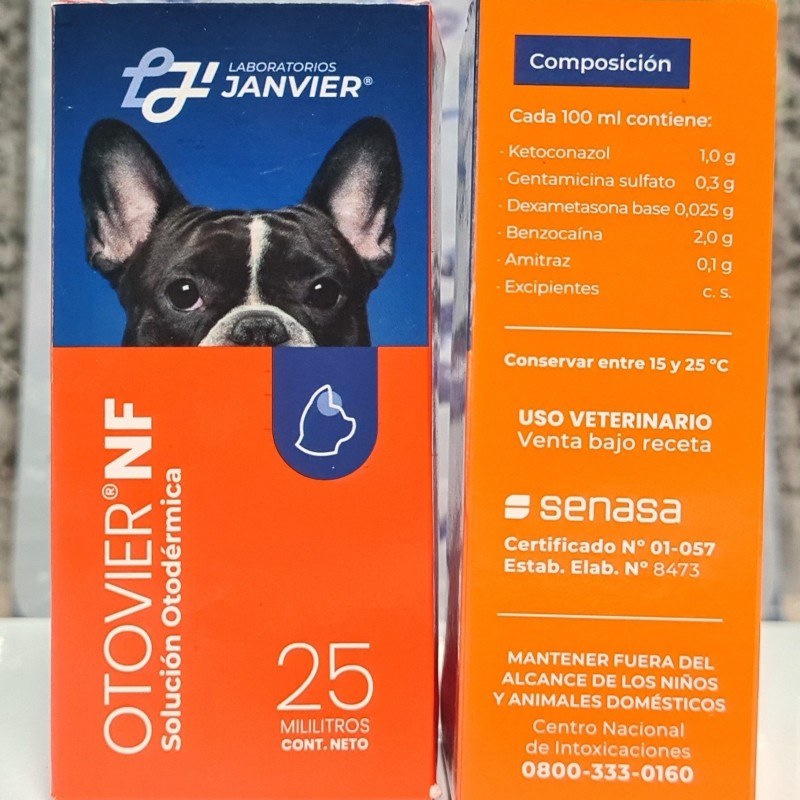 LABORATORIOS
JANVIER®
OTOVIER® NF
Solución Otodérmica
25
MILILITROS
CONT. NETO
Composición
Cada 100 ml contiene:
· Ketoconazol 1,0 g
· Gentamicina sulfato 0,3 g
· Dexametasona base 0,025 g
· Benzocaína 2,0 g
· Amitraz 0,1 g
· Excipientes c. s.
Conservar entre 15 y 25 ºC
USO VETERINARIO
Venta bajo receta
senasa
Certificado Nº 01-057
Estab. Elab. Nº 8473
MANTENER FUERA DEL
ALCANCE DE LOS NIÑOS
Y ANIMALES DOMÉSTICOS
Centro Nacional
de Intoxicaciones
0800-333-0160